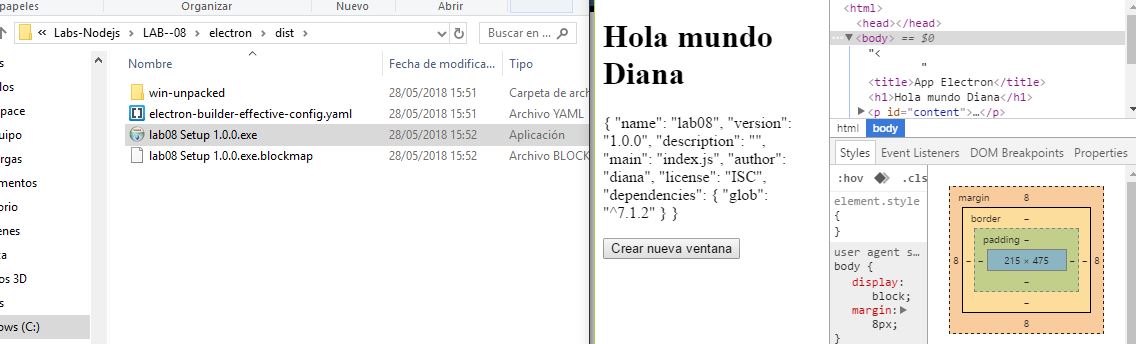 papeles
Organizar
Nuevo
Abrir
« Labs-Nodejs > LAB--08 > electron > dist >
Buscar en ...
Nombre
Fecha de modifica...
Tipo
win-unpacked
28/05/2018 15:51
Carpeta de arch
electron-builder-effective-config.yaml
28/05/2018 15:51
Archivo YAML
lab08 Setup 1.0.0.exe
28/05/2018 15:52
Aplicación
lab08 Setup 1.0.0.exe.blockmap
28/05/2018 15:52
Archivo BLOC
s
dos
s
quipo
argas
mentos
orio
enes
a
os 3D
s
ows (C:)
Hola mundo
Diana
{ "name": "lab08", "version":
"1.0.0", "description": "",
"main": "index.js", "author":
"diana", "license": "ISC",
"dependencies": { "glob":
"^7.1.2" } }
Crear nueva ventana
<html>
<head></head>
...▼<body> == $0
"<
"
<title>App Electron</title>
<h1>Hola mundo Diana</h1>
▶<p id="content">…</p>
html body
Styles Event Listeners DOM Breakpoints Properties
:hov .cls
element.style
{
}
user agent s…
body {
display:
block;
margin:▶
8px;
}
margin 8
border –
padding –
8 – – 215 × 475 – – 8
–
–
8